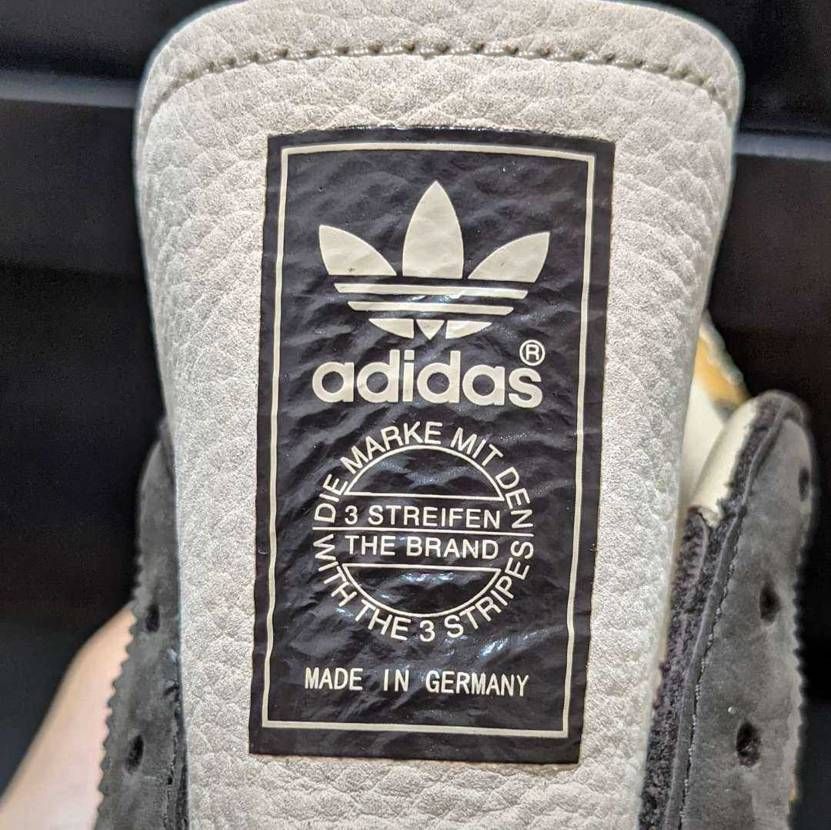 adidas®
DIE MARKE MIT DEN
3 STREIFEN
THE BRAND
WITH THE 3 STRIPES
MADE IN GERMANY